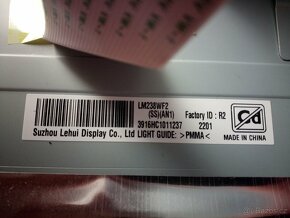 LM238WF2
(SS)(AN1) Factory ID : R2
3916HC1011237 2201
Suzhou Lehui Display Co., Ltd LIGHT GUIDE: >PMMA< MADE IN CHINA
Cd